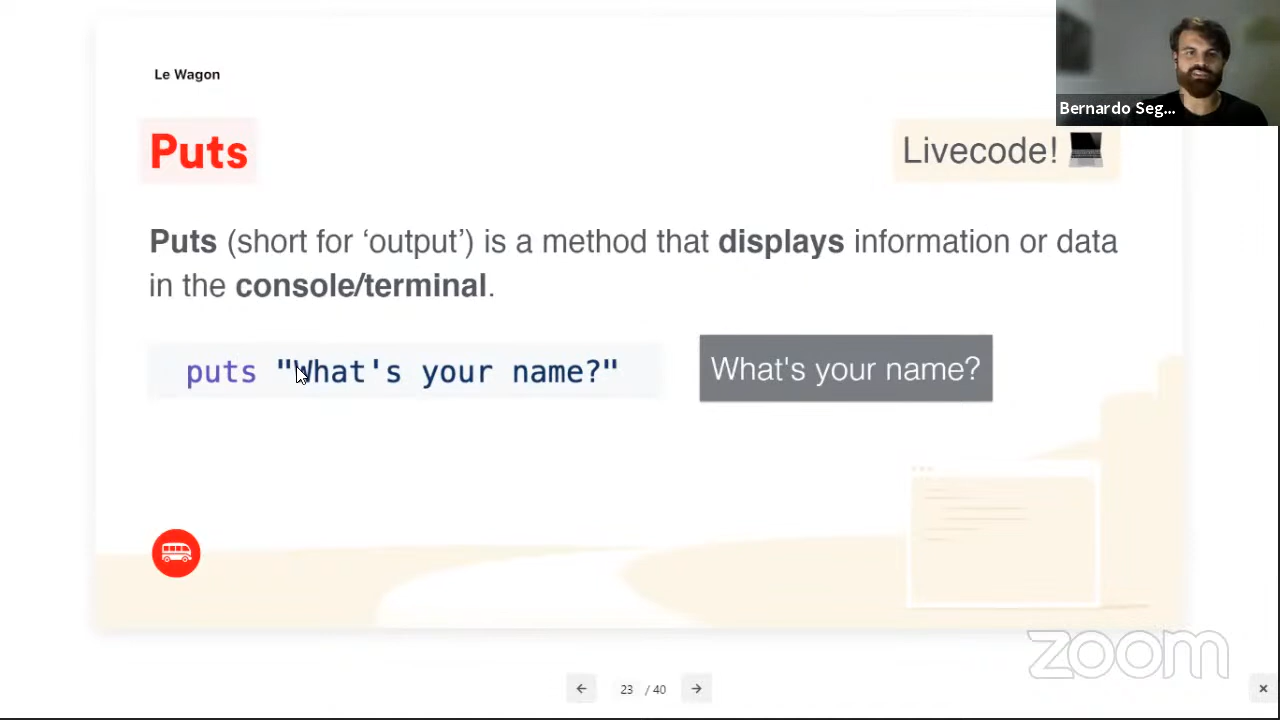 Le Wagon
Bernardo Seg...
Puts
Livecode!
Puts (short for ‘output’) is a method that displays information or data
in the console/terminal.
puts "What's your name?"
What's your name?
zoom
23 / 40